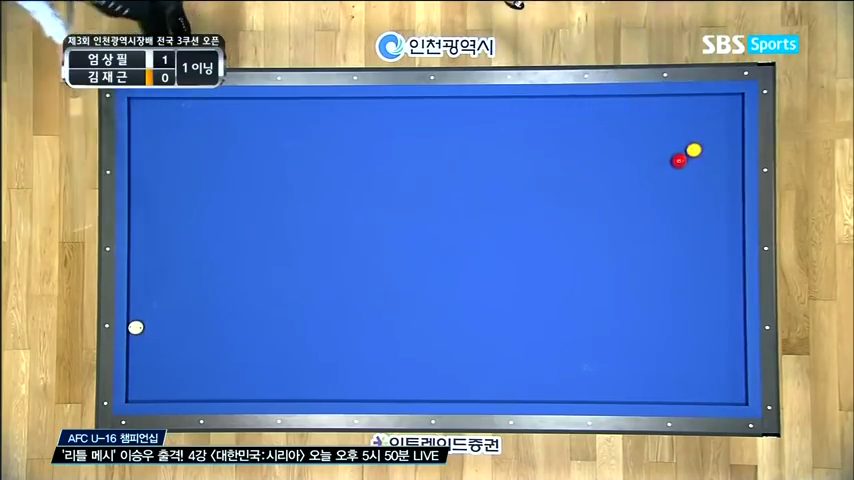 제3회 인천광역시장배 전국 3쿠션 오픈
엄상필 1
김재근 0
1이닝
인천광역시
SBS Sports
이트레이드증권
AFC U-16 챔피언십
'리틀 메시' 이승우 출격! 4강 <대한민국:시리아> 오늘 오후 5시 50분 LIVE